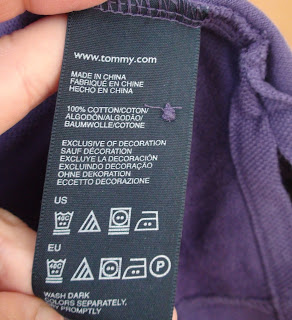 www.tommy.com
MADE IN CHINA
FABRIQUÉ EN CHINE
HECHO EN CHINA
100% COTTON/COTON/
ALGODÓN/ALGODÃO/
BAUMWOLLE/COTONE
EXCLUSIVE OF DECORATION
SAUF DÉCORATION
EXCLUYE LA DECORACIÓN
EXCLUINDO DECORAÇÃO
OHNE DEKORATION
ECCETTO DECORAZIONE
US
40C
EU
40C P
WASH DARK
COLORS SEPARATELY,
PROMPTLY